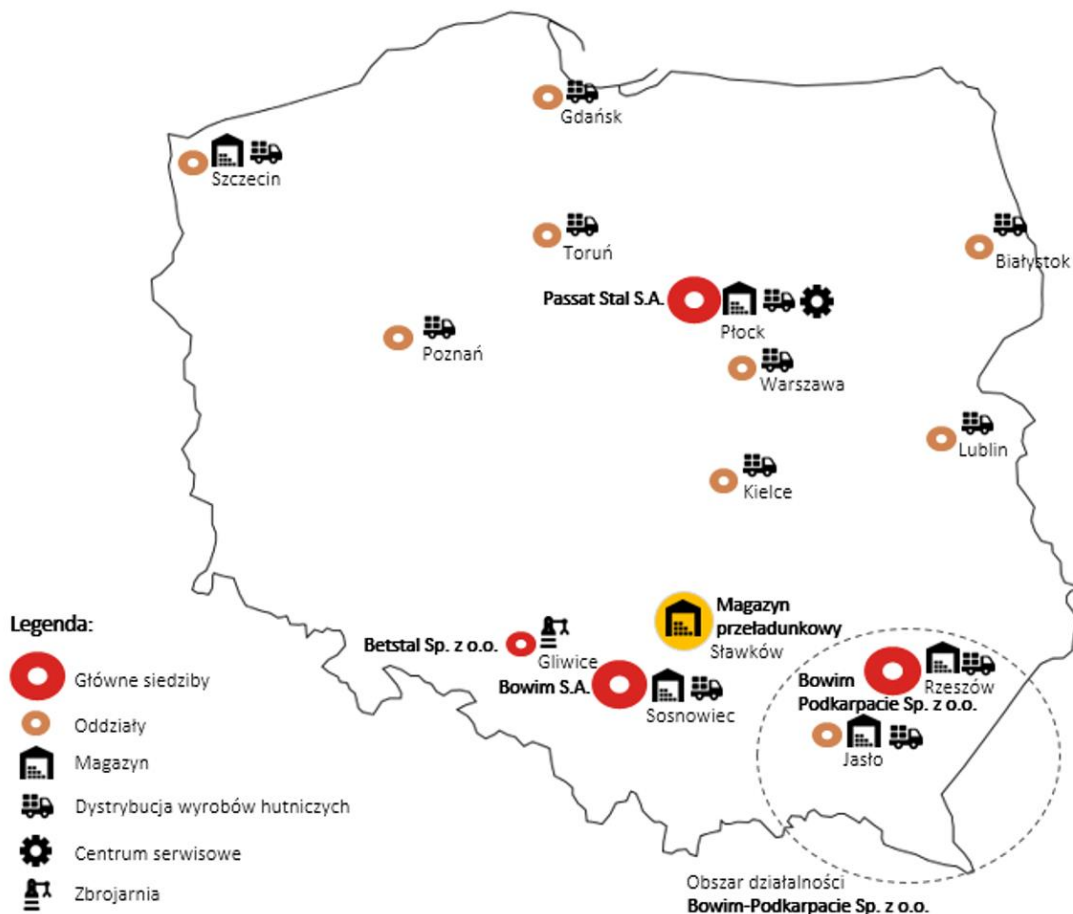 Gdańsk
Szczecin
Toruń
Białystok
Passat Stal S.A.
Płock
Poznań
Warszawa
Lublin
Kielce
Magazyn
przeładunkowy
Sławków
Betstal Sp. z o.o.
Gliwice
Bowim S.A.
Sosnowiec
Bowim
Podkarpacie Sp. z o.o.
Rzeszów
Jasło
Legenda:
Główne siedziby
Oddziały
Magazyn
Dystrybucja wyrobów hutniczych
Centrum serwisowe
Zbrojarnia
Obszar działalności
Bowim-Podkarpacie Sp. z o.o.